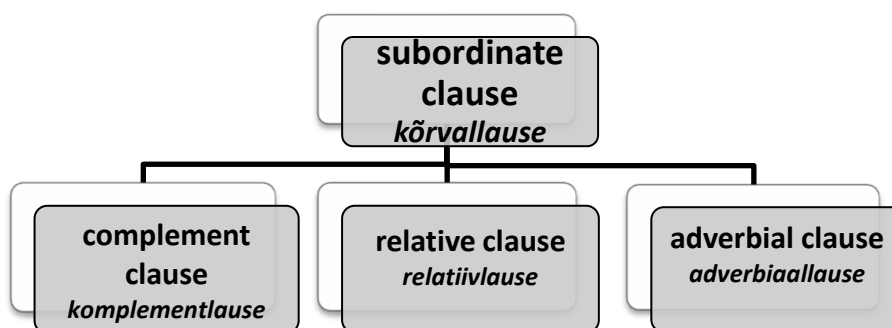 subordinate
clause
kõrvallause
complement
clause
komplementlause
relative clause
relatiivlause
adverbial clause
adverbiaallause